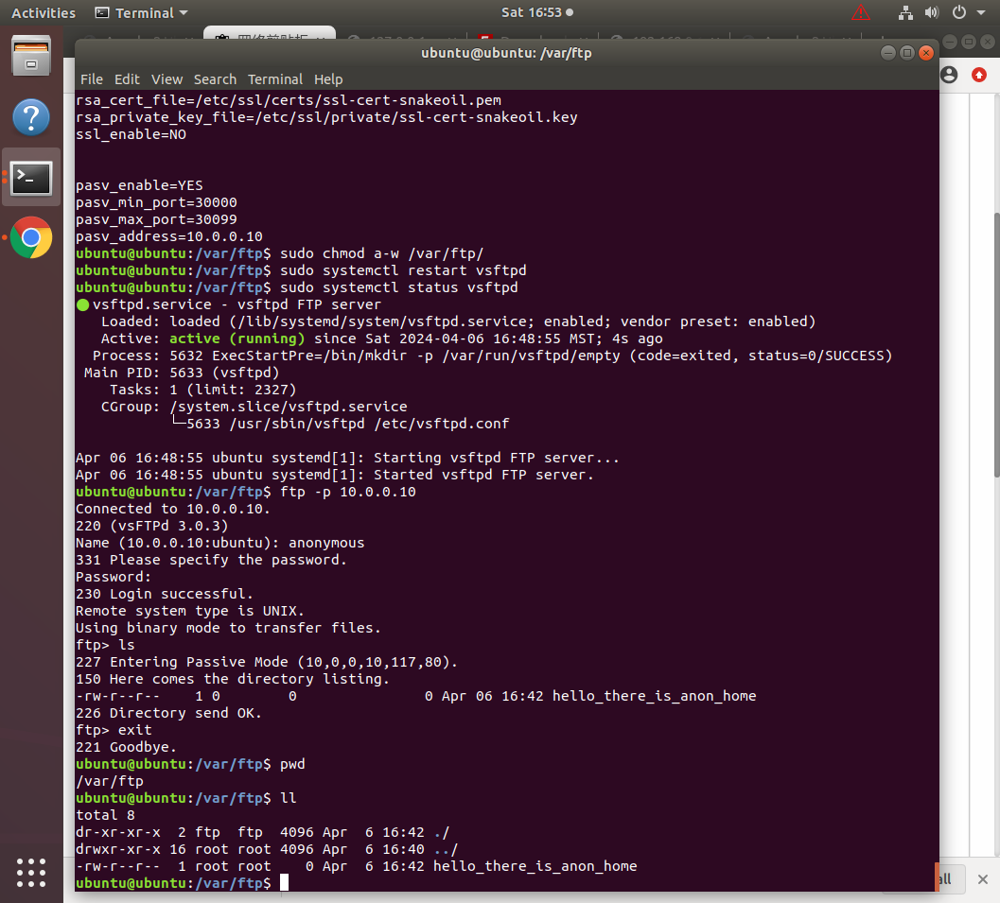 Activities Terminal Sat 16:53
ubuntu@ubuntu: /var/ftp
File Edit View Search Terminal Help
rsa_cert_file=/etc/ssl/certs/ssl-cert-snakeoil.pem
rsa_private_key_file=/etc/ssl/private/ssl-cert-snakeoil.key
ssl_enable=NO
pasv_enable=YES
pasv_min_port=30000
pasv_max_port=30099
pasv_address=10.0.0.10
ubuntu@ubuntu:/var/ftp$ sudo chmod a-w /var/ftp/
ubuntu@ubuntu:/var/ftp$ sudo systemctl restart vsftpd
ubuntu@ubuntu:/var/ftp$ sudo systemctl status vsftpd
● vsftpd.service - vsftpd FTP server
Loaded: loaded (/lib/systemd/system/vsftpd.service; enabled; vendor preset: enabled)
Active: active (running) since Sat 2024-04-06 16:48:55 MST; 4s ago
Process: 5632 ExecStartPre=/bin/mkdir -p /var/run/vsftpd/empty (code=exited, status=0/SUCCESS)
Main PID: 5633 (vsftpd)
Tasks: 1 (limit: 2327)
CGroup: /system.slice/vsftpd.service
└─5633 /usr/sbin/vsftpd /etc/vsftpd.conf
Apr 06 16:48:55 ubuntu systemd[1]: Starting vsftpd FTP server...
Apr 06 16:48:55 ubuntu systemd[1]: Started vsftpd FTP server.
ubuntu@ubuntu:/var/ftp$ ftp -p 10.0.0.10
Connected to 10.0.0.10.
220 (vsFTPd 3.0.3)
Name (10.0.0.10:ubuntu): anonymous
331 Please specify the password.
Password:
230 Login successful.
Remote system type is UNIX.
Using binary mode to transfer files.
ftp> ls
227 Entering Passive Mode (10,0,0,10,117,80).
150 Here comes the directory listing.
-rw-r--r-- 1 0 0 0 Apr 06 16:42 hello_there_is_anon_home
226 Directory send OK.
ftp> exit
221 Goodbye.
ubuntu@ubuntu:/var/ftp$ pwd
/var/ftp
ubuntu@ubuntu:/var/ftp$ ll
total 8
dr-xr-xr-x 2 ftp ftp 4096 Apr 6 16:42 ./
drwxr-xr-x 16 root root 4096 Apr 6 16:40 ../
-rw-r--r-- 1 root root 0 Apr 6 16:42 hello_there_is_anon_home
ubuntu@ubuntu:/var/ftp$